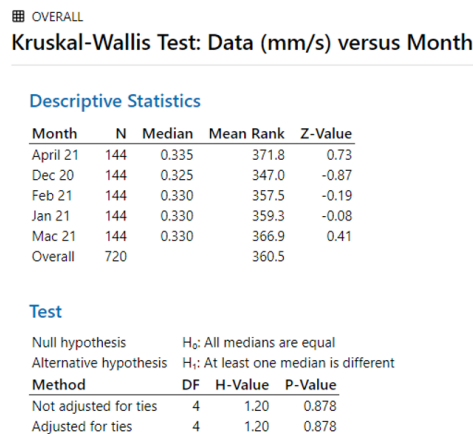 OVERALL
Kruskal-Wallis Test: Data (mm/s) versus Month
Descriptive Statistics
Month N Median Mean Rank Z-Value
April 21 144 0.335 371.8 0.73
Dec 20 144 0.325 347.0 -0.87
Feb 21 144 0.330 357.5 -0.19
Jan 21 144 0.330 359.3 -0.08
Mac 21 144 0.330 366.9 0.41
Overall 720 360.5
Test
Null hypothesis H₀: All medians are equal
Alternative hypothesis H₁: At least one median is different
Method DF H-Value P-Value
Not adjusted for ties 4 1.20 0.878
Adjusted for ties 4 1.20 0.878